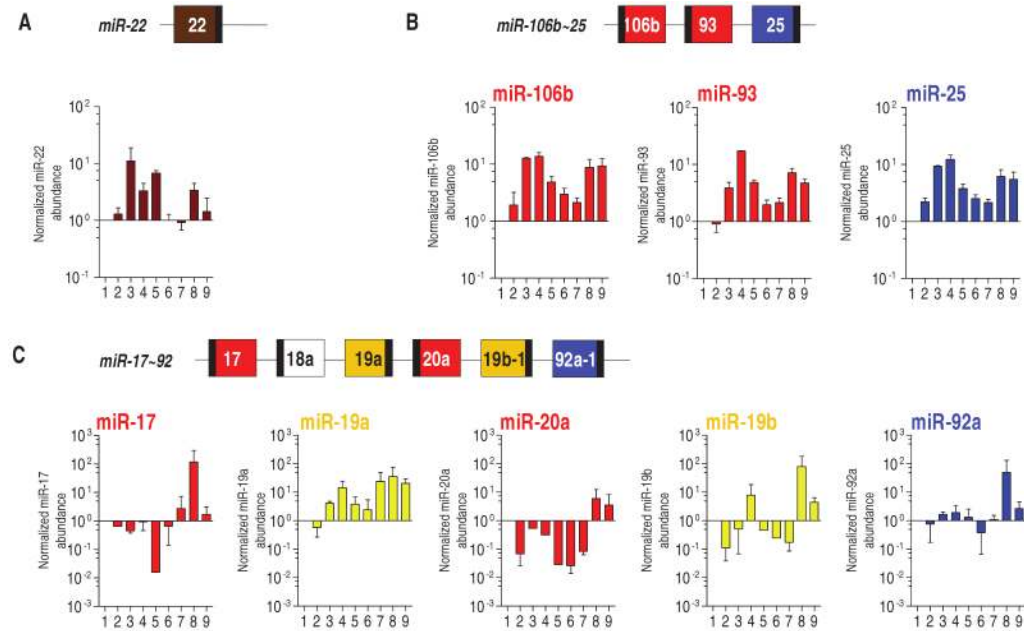 A
miR-22
22
Normalized miR-22
abundance
10²
10¹
10⁰
10⁻¹
1 2 3 4 5 6 7 8 9
B
miR-106b~25
106b 93 25
miR-106b
Normalized miR-106b
abundance
10²
10¹
10⁰
10⁻¹
1 2 3 4 5 6 7 8 9
miR-93
Normalized miR-93
abundance
10²
10¹
10⁰
10⁻¹
1 2 3 4 5 6 7 8 9
miR-25
Normalized miR-25
abundance
10²
10¹
10⁰
10⁻¹
1 2 3 4 5 6 7 8 9
C
miR-17~92
17 18a 19a 20a 19b-1 92a-1
miR-17
Normalized miR-17
abundance
10³
10²
10¹
10⁰
10⁻¹
10⁻²
10⁻³
1 2 3 4 5 6 7 8 9
miR-19a
Normalized miR-19a
abundance
10³
10²
10¹
10⁰
10⁻¹
10⁻²
10⁻³
1 2 3 4 5 6 7 8 9
miR-20a
Normalized miR-20a
abundance
10³
10²
10¹
10⁰
10⁻¹
10⁻²
10⁻³
1 2 3 4 5 6 7 8 9
miR-19b
Normalized miR-19b
abundance
10³
10²
10¹
10⁰
10⁻¹
10⁻²
10⁻³
1 2 3 4 5 6 7 8 9
miR-92a
Normalized miR-92a
abundance
10³
10²
10¹
10⁰
10⁻¹
10⁻²
10⁻³
1 2 3 4 5 6 7 8 9